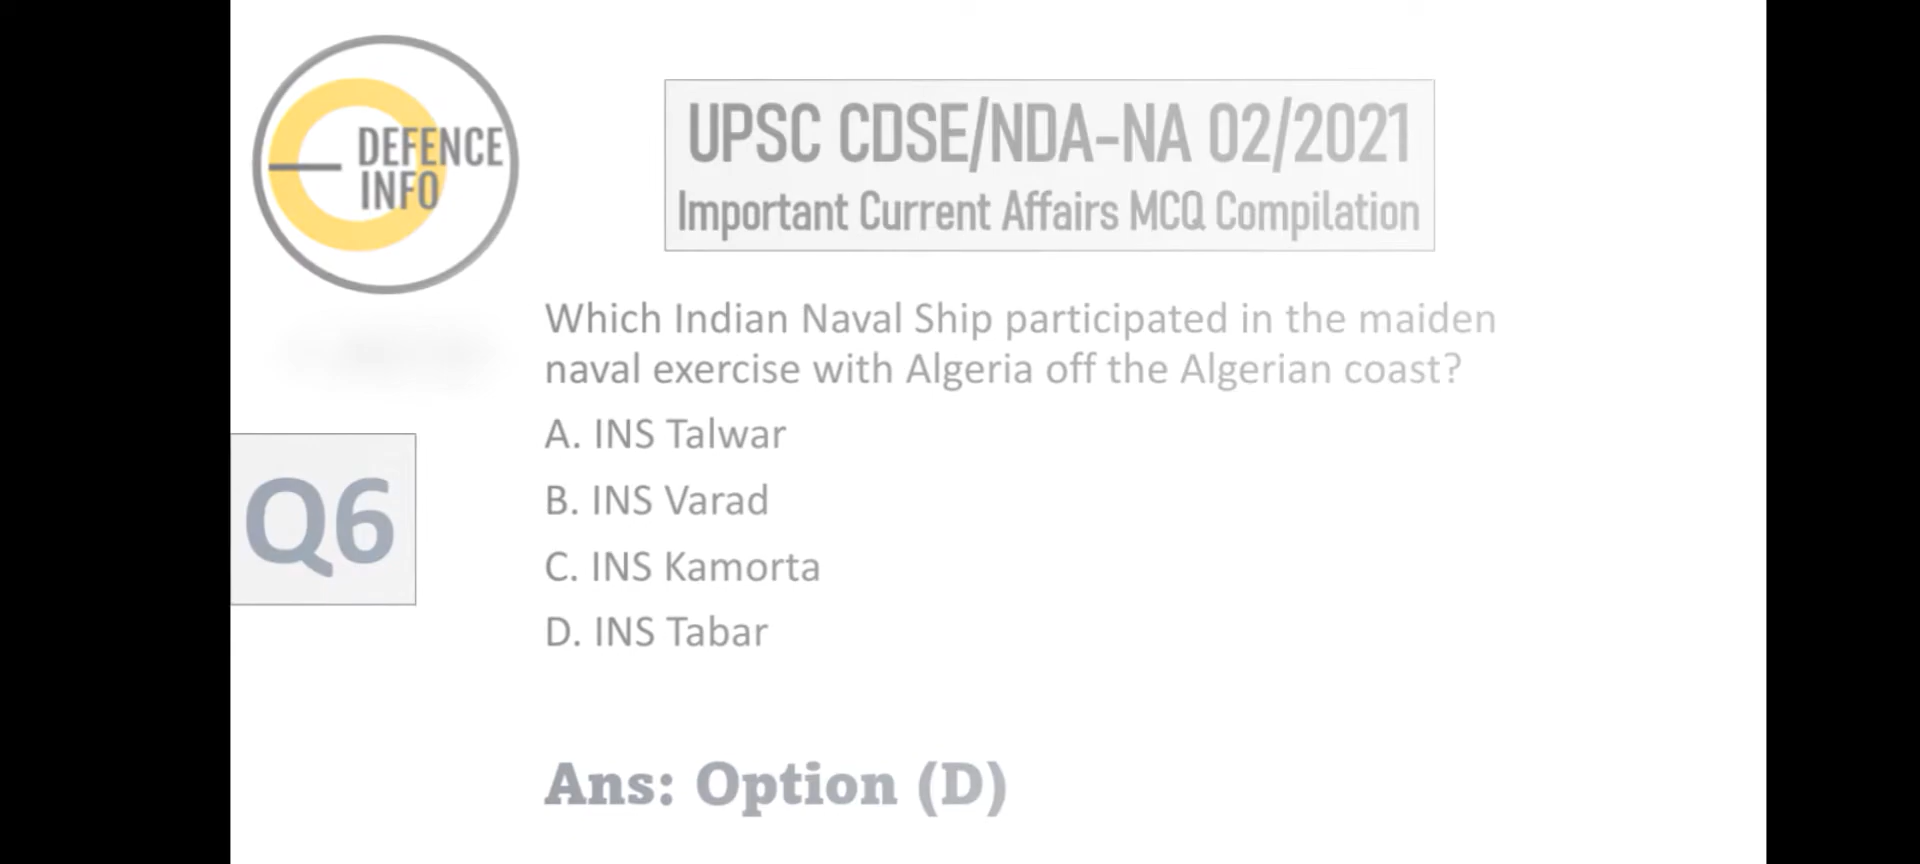 DEFENCE
INFO
UPSC CDSE/NDA-NA 02/2021
Important Current Affairs MCQ Compilation
Which Indian Naval Ship participated in the maiden
naval exercise with Algeria off the Algerian coast?
A. INS Talwar
B. INS Varad
Q6
C. INS Kamorta
D. INS Tabar
Ans: Option (D)